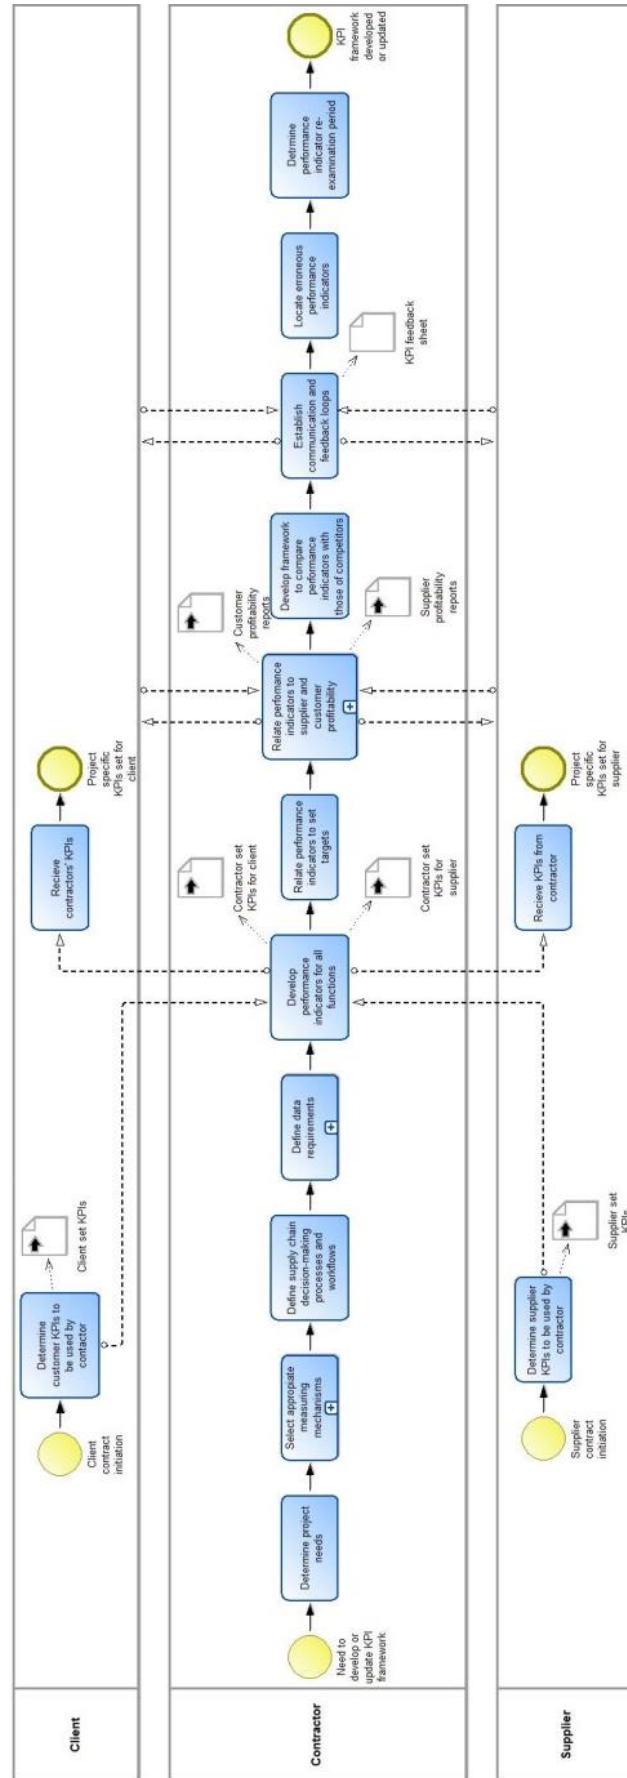 Client
Client
contract
initiation
Determine
customer KPIs to
be used by
contactor
Client set KPIs
Recieve
contractors' KPIs
Project
specific
KPIs set for
client
Contractor
Need to
develop or
update KPI
framework
Determine project
needs
Select appropiate
measuring
mechanisms
Define supply chain
decision-making
processes and
workflows
Define data
requirements
Develop
performance
indicators for all
functions
Contractor set
KPIs for client
Contractor set
KPIs for
supplier
Relate performance
indicators to set
targets
Relate perfomance
indicators to
supplier and
customer
profitability
Customer
profitability
reports
Supplier
profitability
reports
Develop framework
to compare
performance
indicators with
those of competitors
Establish
communication and
feedback loops
KPI feedback
sheet
Locate erroneous
performance
indicators
Detrmine
performance
indicator re-
examination period
KPI
framework
developed
or updated
Supplier
Supplier
contract
initiation
Determine supplier
KPIs to be used by
contractor
Supplier set
KPIs
Recieve KPIs from
contractor
Project
specific
KPIs set for
supplier